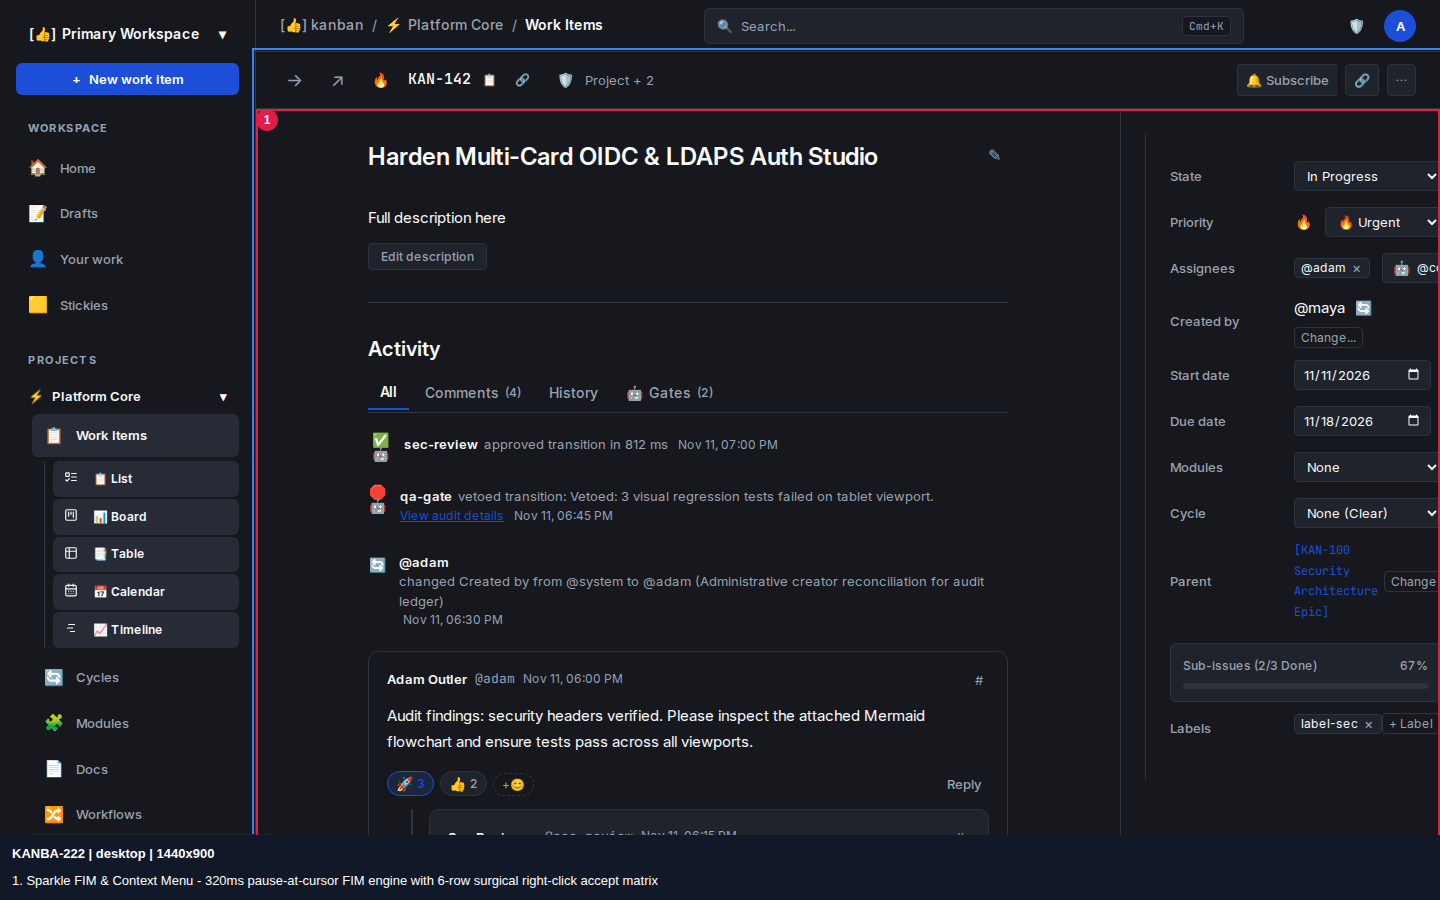 [👍] Primary Workspace ▾
+ New work item
WORKSPACE
🏠 Home
📝 Drafts
👤 Your work
🟨 Stickies
PROJECTS
⚡ Platform Core ▾
📋 Work Items
📋 List
📊 Board
📑 Table
📅 Calendar
📈 Timeline
🔄 Cycles
🧩 Modules
📄 Docs
🔀 Workflows
[👍] kanban / ⚡ Platform Core / Work Items
🔍 Search... Cmd+K
🛡️ A
→ ↗ 🔥 KAN-142 📋 🔗 🛡️ Project + 2
🔔 Subscribe 🔗 ...
1
Harden Multi-Card OIDC & LDAPS Auth Studio ✎
Full description here
Edit description
Activity
All Comments (4) History 🤖 Gates (2)
✅🤖 sec-review approved transition in 812 ms Nov 11, 07:00 PM
🛑🤖 qa-gate vetoed transition: Vetoed: 3 visual regression tests failed on tablet viewport.
View audit details Nov 11, 06:45 PM
🔄 @adam
changed Created by from @system to @adam (Administrative creator reconciliation for audit
ledger)
Nov 11, 06:30 PM
Adam Outler @adam Nov 11, 06:00 PM #
Audit findings: security headers verified. Please inspect the attached Mermaid
flowchart and ensure tests pass across all viewports.
🚀 3 👍 2 +😊 Reply
State In Progress
Priority 🔥 🔥 Urgent
Assignees @adam × 🤖
Created by @maya 🔄
Change...
Start date 11/11/2026
Due date 11/18/2026
Modules None
Cycle None (Clear)
Parent [KAN-100
Security
Architecture
Epic] Change
Sub-issues (2/3 Done) 67%
Labels label-sec × + Label
KANBA-222 | desktop | 1440x900
1. Sparkle FIM & Context Menu - 320ms pause-at-cursor FIM engine with 6-row surgical right-click accept matrix